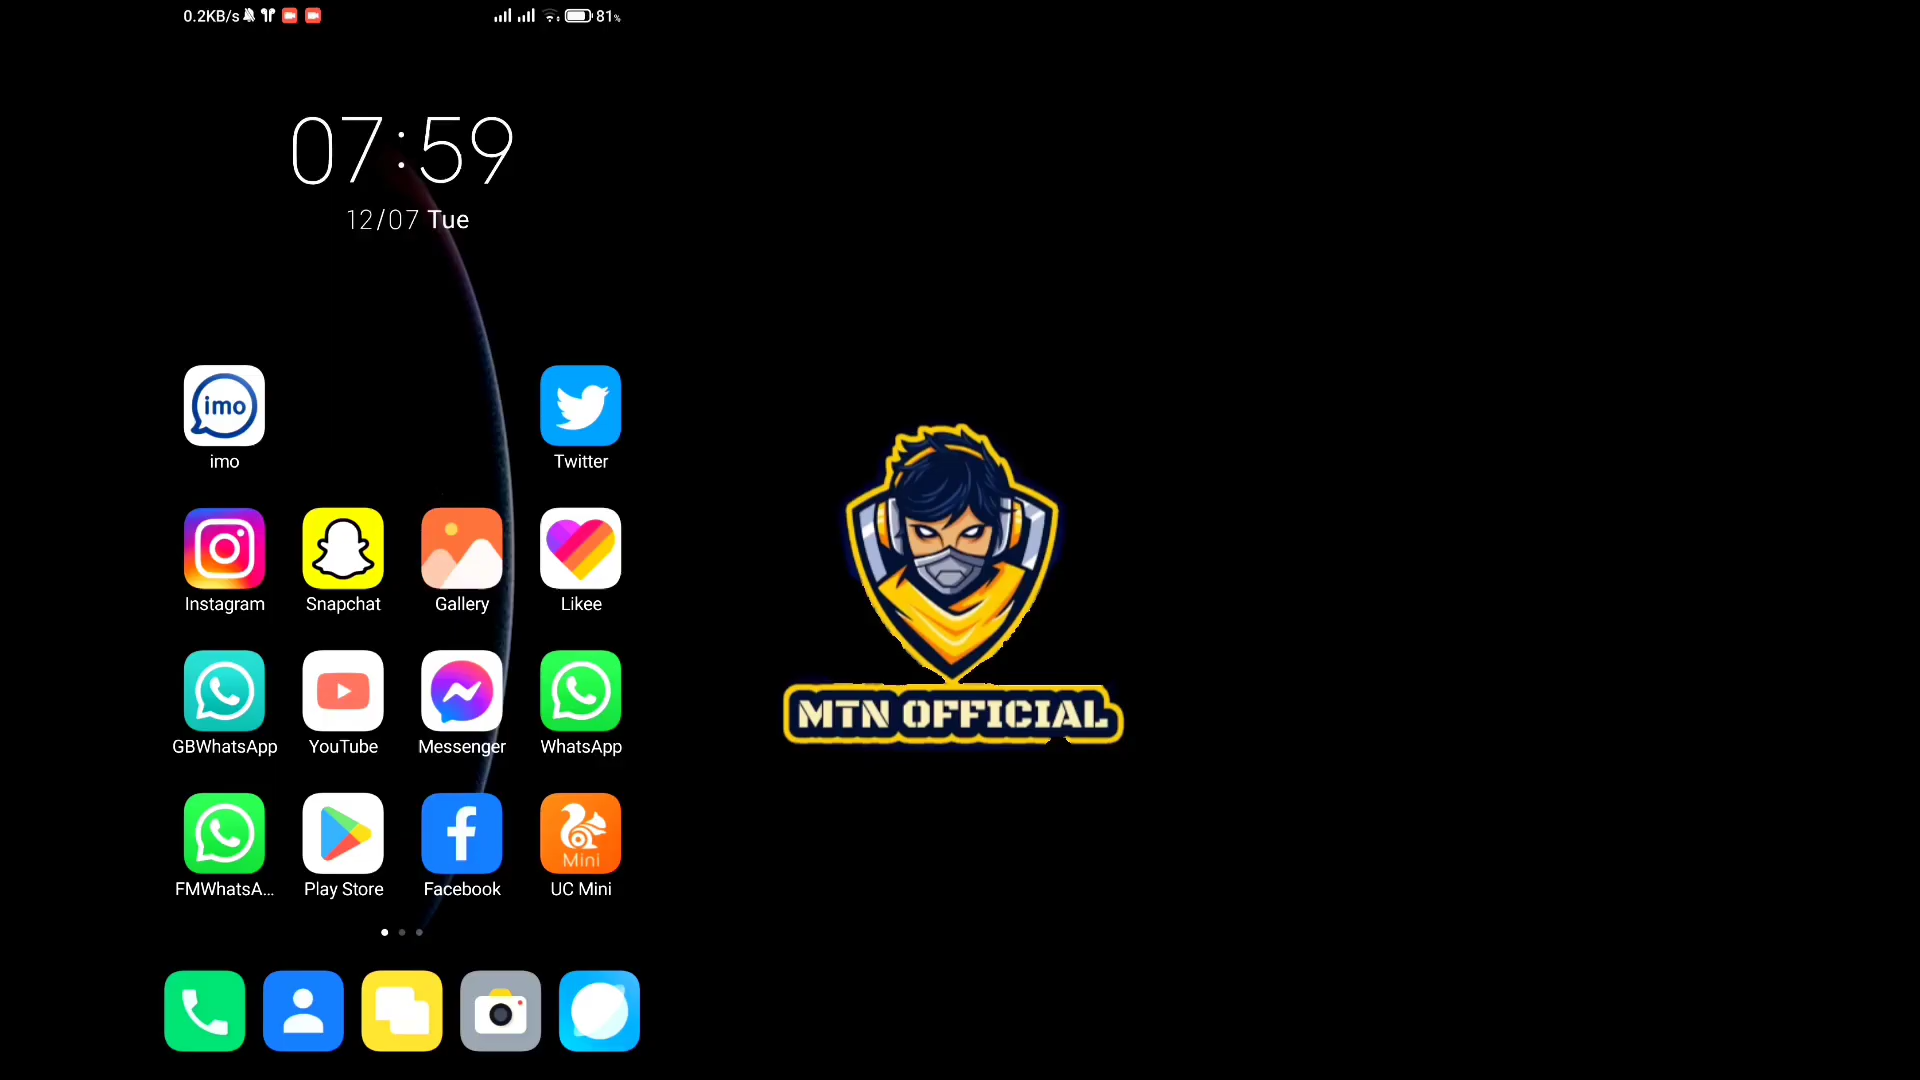 0.2KB/s 81%
07:59
12/07 Tue
imo
imo Twitter
Instagram Snapchat Gallery Likee
GBWhatsApp YouTube Messenger WhatsApp
Mini
FMWhatsA... Play Store Facebook UC Mini
MTN OFFICIAL